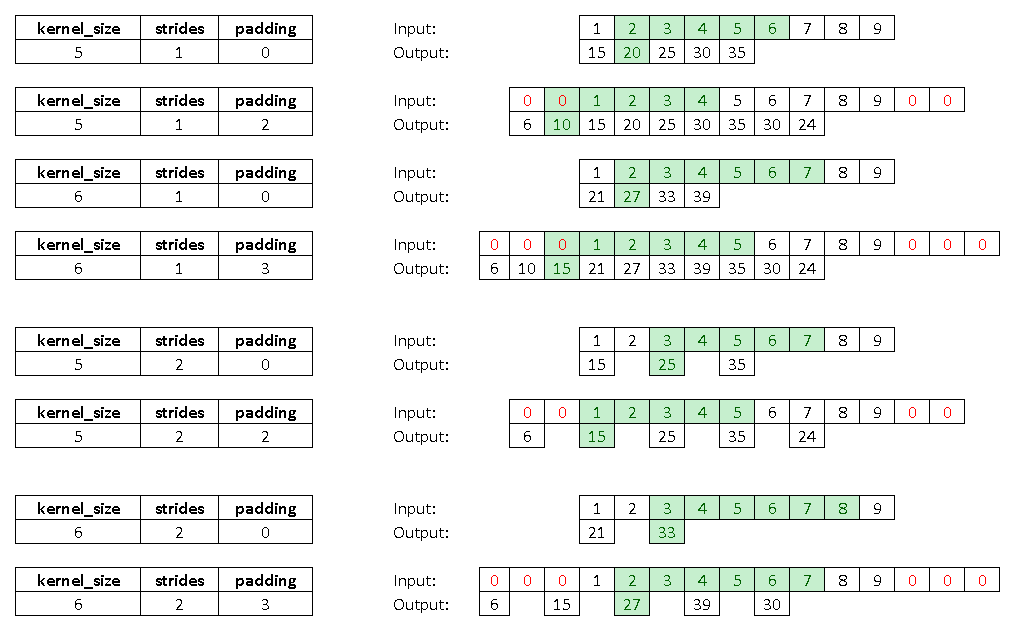 kernel_size strides padding Input: 1 2 3 4 5 6 7 8 9
5 1 0 Output: 15 20 25 30 35
kernel_size strides padding Input: 0 0 1 2 3 4 5 6 7 8 9 0 0
5 1 2 Output: 6 10 15 20 25 30 35 30 24
kernel_size strides padding Input: 1 2 3 4 5 6 7 8 9
6 1 0 Output: 21 27 33 39
kernel_size strides padding Input: 0 0 0 1 2 3 4 5 6 7 8 9 0 0 0
6 1 3 Output: 6 10 15 21 27 33 39 35 30 24
kernel_size strides padding Input: 1 2 3 4 5 6 7 8 9
5 2 0 Output: 15 25 35
kernel_size strides padding Input: 0 0 1 2 3 4 5 6 7 8 9 0 0
5 2 2 Output: 6 15 25 35 24
kernel_size strides padding Input: 1 2 3 4 5 6 7 8 9
6 2 0 Output: 21 33
kernel_size strides padding Input: 0 0 0 1 2 3 4 5 6 7 8 9 0 0 0
6 2 3 Output: 6 15 27 39 30